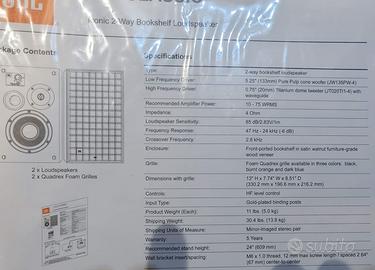 JBL
CLASSIC
Iconic 2-Way Bookshelf Loudspeaker
Package Contents
Specifications
Type: 2-way bookshelf loudspeaker
Low Frequency Driver: 5.25" (133mm) Pure Pulp cone woofer (JW135PW-4)
High Frequency Driver: 0.75" (20mm) Titanium dome tweeter (JT020TI1-4) with
waveguide
Recommended Amplifier Power: 10 - 75 WRMS
Impedance: 4 Ohm
Loudspeaker Sensitivity: 85 dB/2.83V/1m
Frequency Response: 47 Hz - 24 kHz (-6 dB)
Crossover Frequency: 2.6 kHz
Enclosure: Front-ported bookshelf in satin walnut furniture-grade
wood veneer
Grille: Foam Quadrex grille available in three colors: black,
burnt orange and dark blue
Dimensions with grille: 13" H x 7.74" W x 8.51" D
(330.2 mm x 196.6 mm x 216.2 mm)
Controls: HF level control
Input Type: Gold-plated binding posts
Product Weight (Each): 11 lbs. (5.0 kg)
Shipping Weight: 30.4 lbs. (13.8 kg)
Shipping Units of Measure: Mirror-imaged stereo pair
Warranty: 5 Years
Recommended stand height: 24" (609 mm)
Wall bracket insert/spacing: M6 x 1.0 thread, 12 mm max screw length / spaced 2 64"
(67 mm) center-to-center
2 x Loudspeakers
2 x Quadrex Foam Grilles
subito